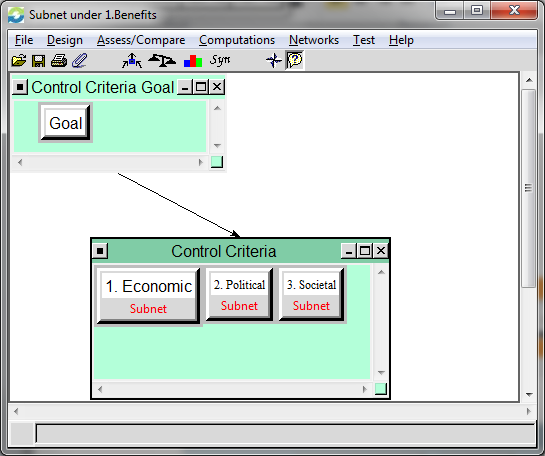 Subnet under 1.Benefits
File Design Assess/Compare Computations Networks Test Help
Syn
Control Criteria Goal
Goal
Control Criteria
1. Economic 2. Political 3. Societal
Subnet Subnet Subnet